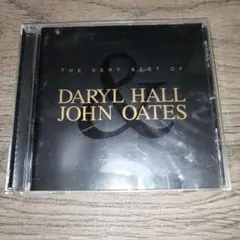 THE VERY BEST OF
&
DARYL HALL
JOHN OATES